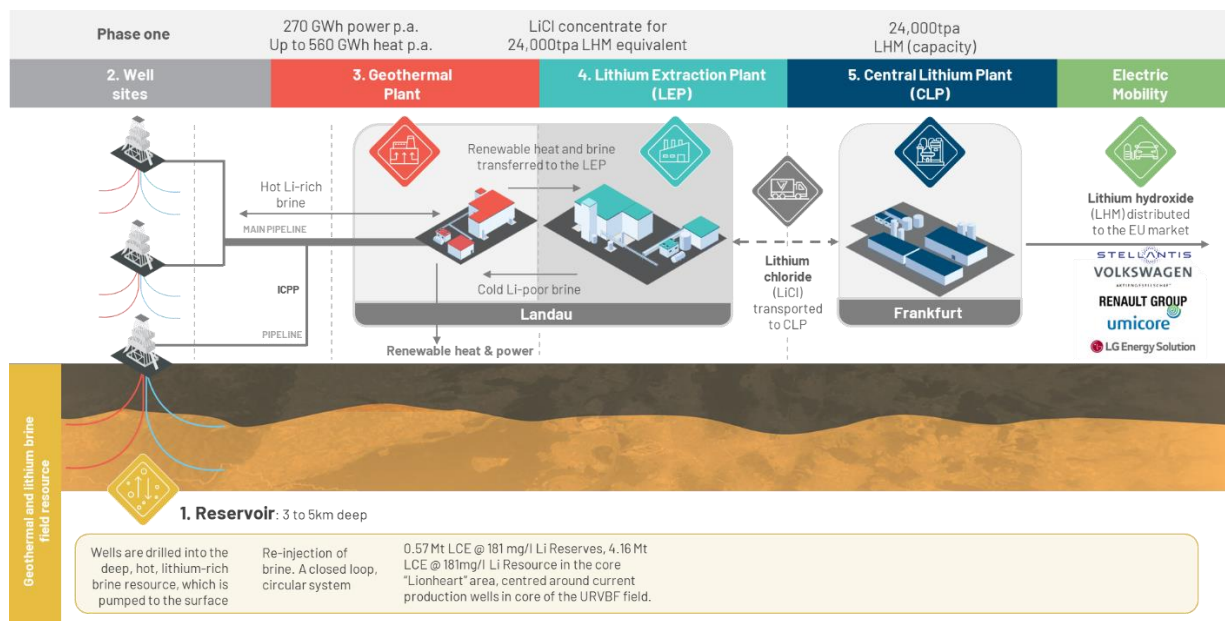 Phase one
270 GWh power p.a.
Up to 560 GWh heat p.a.
LiCl concentrate for
24,000tpa LHM equivalent
24,000tpa
LHM (capacity)
2. Well
sites
3. Geothermal
Plant
4. Lithium Extraction Plant
(LEP)
5. Central Lithium Plant
(CLP)
Electric
Mobility
Renewable heat and brine
transferred to the LEP
Hot Li-rich
brine
MAIN PIPELINE
ICPP
PIPELINE
Cold Li-poor brine
Landau
Renewable heat & power
Lithium
chloride
(LiCl)
transported
to CLP
Frankfurt
Lithium hydroxide
(LHM) distributed
to the EU market
STELLANTIS
VOLKSWAGEN
AKTIENGESELLSCHAFT
RENAULT GROUP
umicore
LG Energy Solution
Geothermal and lithium brine
field resource
1. Reservoir: 3 to 5km deep
Wells are drilled into the
deep, hot, lithium-rich
brine resource, which is
pumped to the surface
Re-injection of
brine. A closed loop,
circular system
0.57 Mt LCE @ 181 mg/l Li Reserves, 4.16 Mt
LCE @ 181mg/l Li Resource in the core
"Lionheart" area, centred around current
production wells in core of the URVBF field.